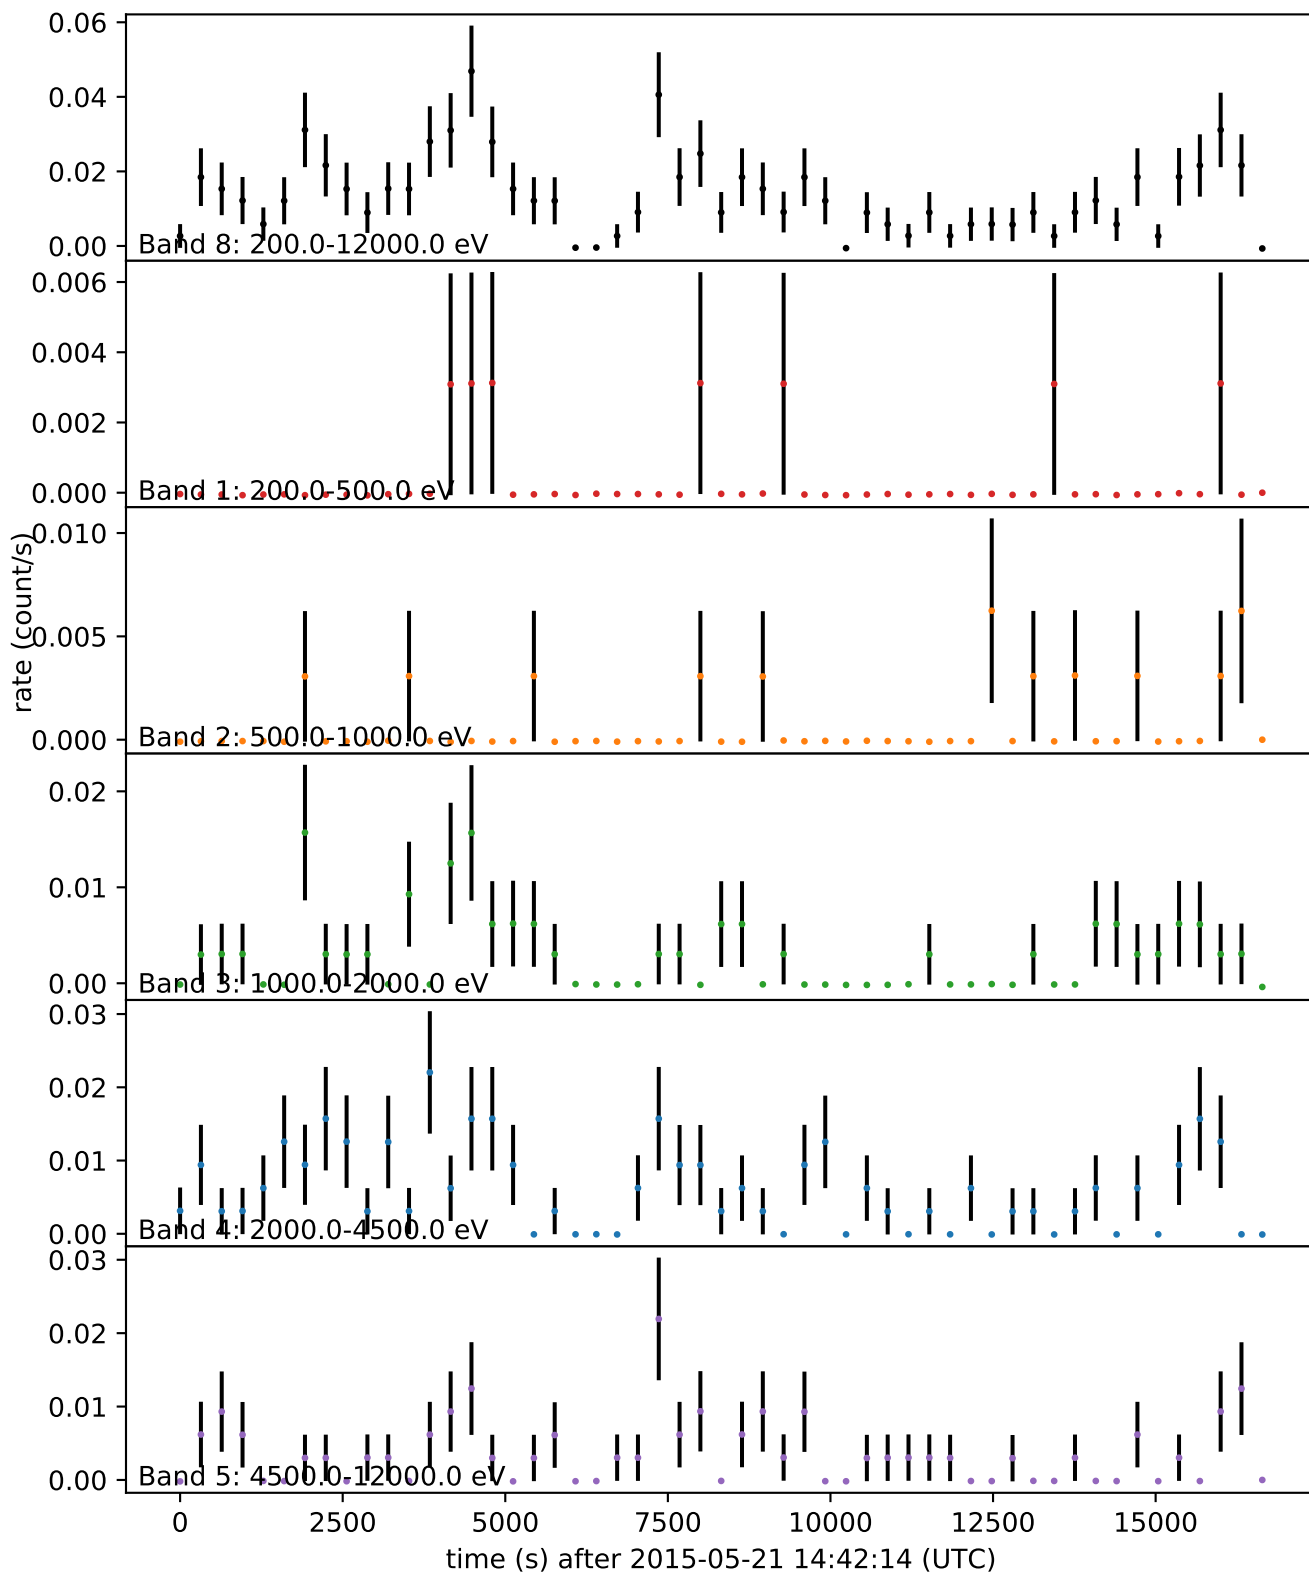 0.06
0.04
0.02
0.00
Band 8: 200.0-12000.0 eV
0.006
0.004
0.002
0.000
Band 1: 200.0-500.0 eV
rate (count/s)
0.010
0.005
0.000
Band 2: 500.0-1000.0 eV
0.02
0.01
0.00
Band 3: 1000.0-2000.0 eV
0.03
0.02
0.01
0.00
Band 4: 2000.0-4500.0 eV
0.03
0.02
0.01
0.00
Band 5: 4500.0-12000.0 eV
0 2500 5000 7500 10000 12500 15000
time (s) after 2015-05-21 14:42:14 (UTC)